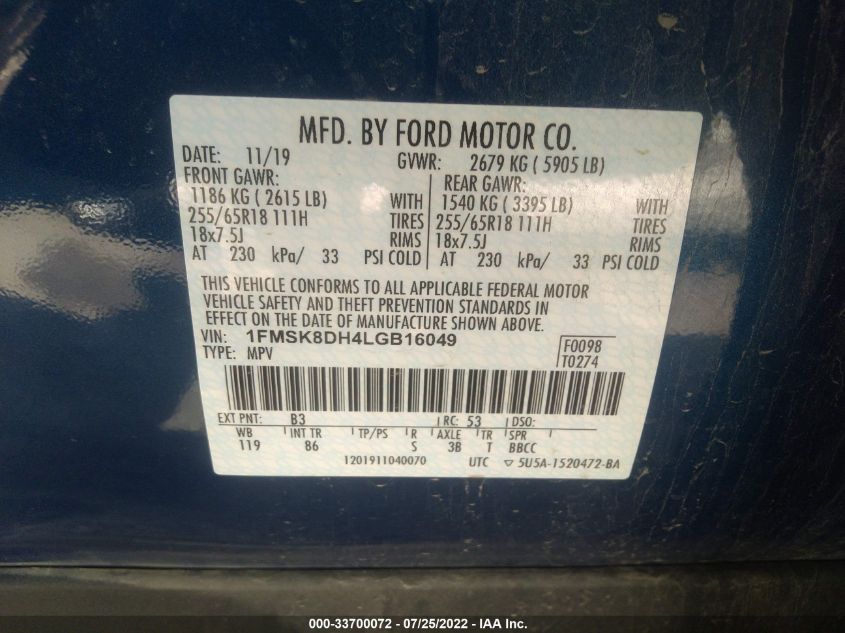 MFD. BY FORD MOTOR CO.
DATE: 11/19 GVWR: 2679 KG ( 5905 LB)
FRONT GAWR: REAR GAWR:
1186 KG ( 2615 LB) WITH 1540 KG ( 3395 LB) WITH
255/65R18 111H TIRES 255/65R18 111H TIRES
18x7.5J RIMS 18x7.5J RIMS
AT 230 kPa/ 33 PSI COLD AT 230 kPa/ 33 PSI COLD
THIS VEHICLE CONFORMS TO ALL APPLICABLE FEDERAL MOTOR
VEHICLE SAFETY AND THEFT PREVENTION STANDARDS IN
EFFECT ON THE DATE OF MANUFACTURE SHOWN ABOVE.
VIN: 1FMSK8DH4LGB16049 F0098
TYPE: MPV T0274
EXT PNT: B3 RC: 53 DSO:
WB INT TR TP/PS R AXLE TR SPR
119 86 S 3B T BBCC
1201911040070 UTC ▽ 5U5A-1520472-BA
000-33700072 - 07/25/2022 - IAA Inc.